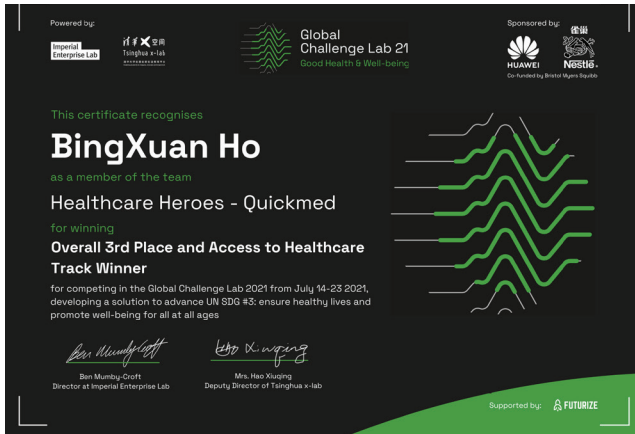 Powered by:
Imperial
Enterprise Lab
Tsinghua x-lab
Global
Challenge Lab 21
Good Health & Well-being
Sponsored by:
HUAWEI
Nestlé
Co-funded by Bristol Myers Squibb
This certificate recognises
BingXuan Ho
as a member of the team
Healthcare Heroes - Quickmed
for winning
Overall 3rd Place and Access to Healthcare
Track Winner
for competing in the Global Challenge Lab 2021 from July 14-23 2021,
developing a solution to advance UN SDG #3: ensure healthy lives and
promote well-being for all at all ages
Ben Mumby-Croft
Hao Xiuqing
Ben Mumby-Croft
Director at Imperial Enterprise Lab
Mrs. Hao Xiuqing
Deputy Director of Tsinghua x-lab
Supported by:
FUTURIZE